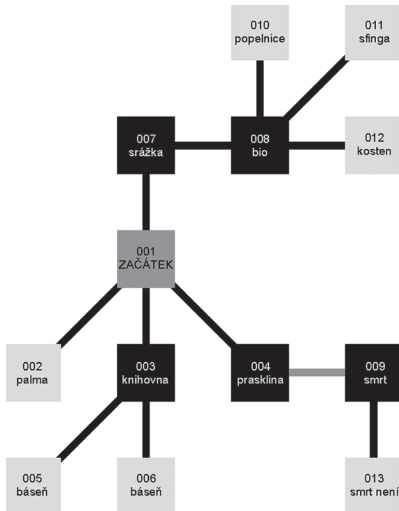 010
popelnice
011
sfinga
007
srážka
008
bio
012
kosten
001
ZAČÁTEK
002
palma
003
knihovna
004
prasklina
009
smrt
005
báseň
006
báseň
013
smrt není